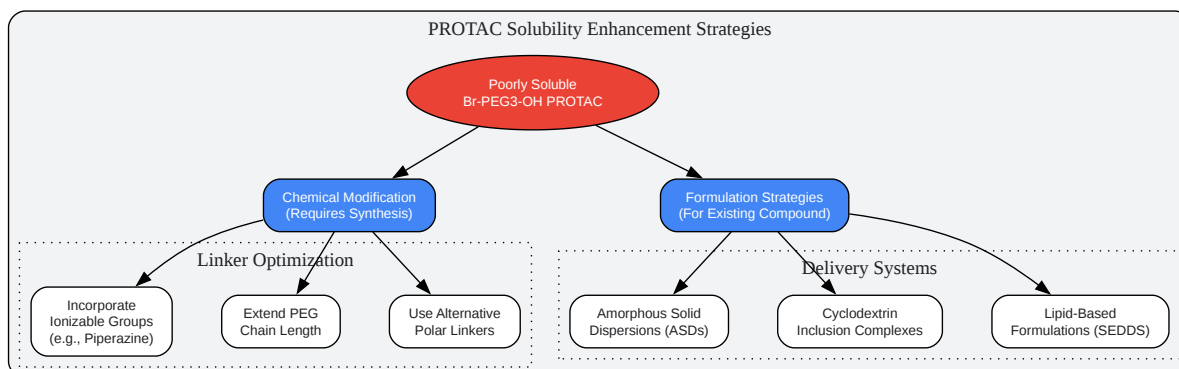 PROTAC Solubility Enhancement Strategies
Poorly Soluble
Br-PEG3-OH PROTAC
Chemical Modification
(Requires Synthesis)
Formulation Strategies
(For Existing Compound)
Linker Optimization
Delivery Systems
Incorporate
Ionizable Groups
(e.g., Piperazine)
Extend PEG
Chain Length
Use Alternative
Polar Linkers
Amorphous Solid
Dispersions (ASDs)
Cyclodextrin
Inclusion Complexes
Lipid-Based
Formulations (SEDDS)